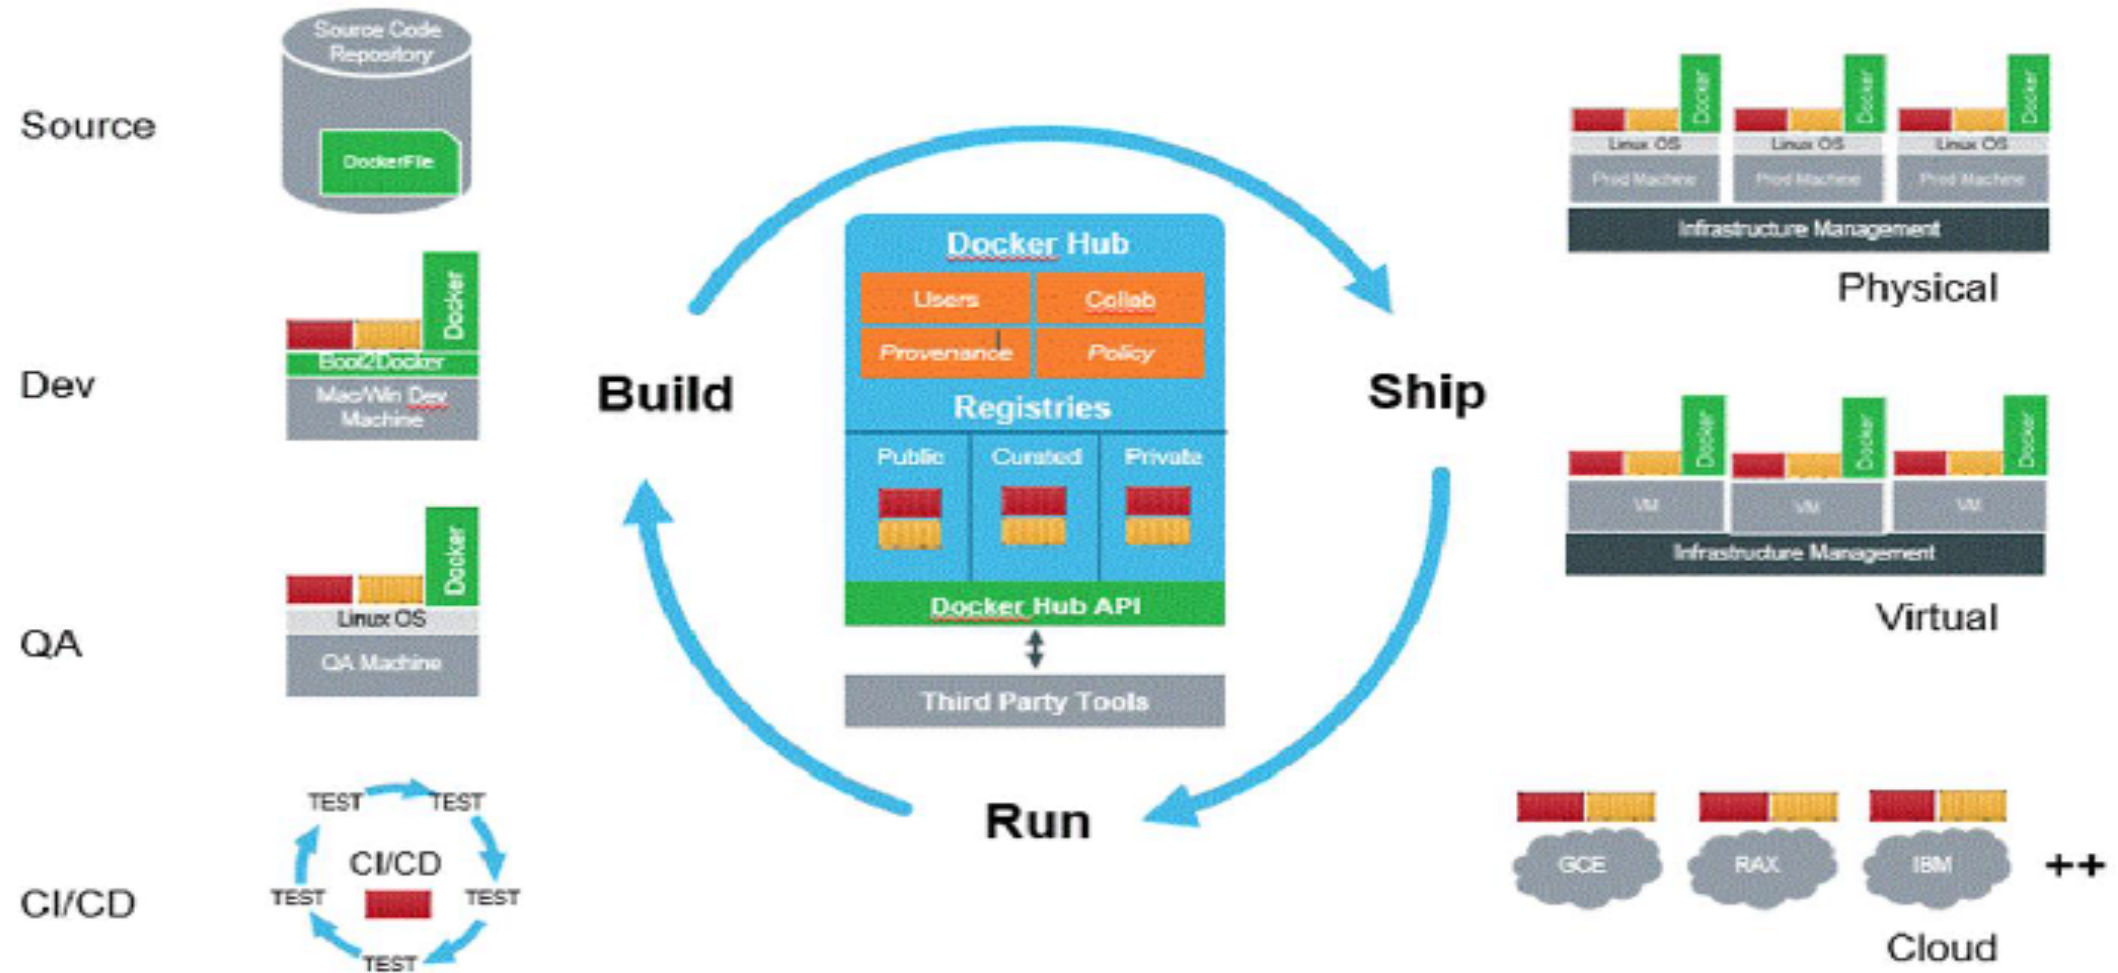 Source
Source Code
Repository
DockerFile
Dev
Docker
Boot2Docker
Mac/Win Dev
Machine
QA
Docker
Linux OS
QA Machine
CI/CD
TEST
TEST
CI/CD
TEST
TEST
TEST
Build
Docker Hub
Users
Collab
Provenance
Policy
Registries
Public
Curated
Private
Docker Hub API
Third Party Tools
Ship
Run
Docker
Docker
Docker
Linux OS
Linux OS
Linux OS
Prod Machine
Prod Machine
Prod Machine
Infrastructure Management
Physical
Docker
Docker
Docker
VM
VM
VM
Infrastructure Management
Virtual
GCE
RAX
IBM
++
Cloud